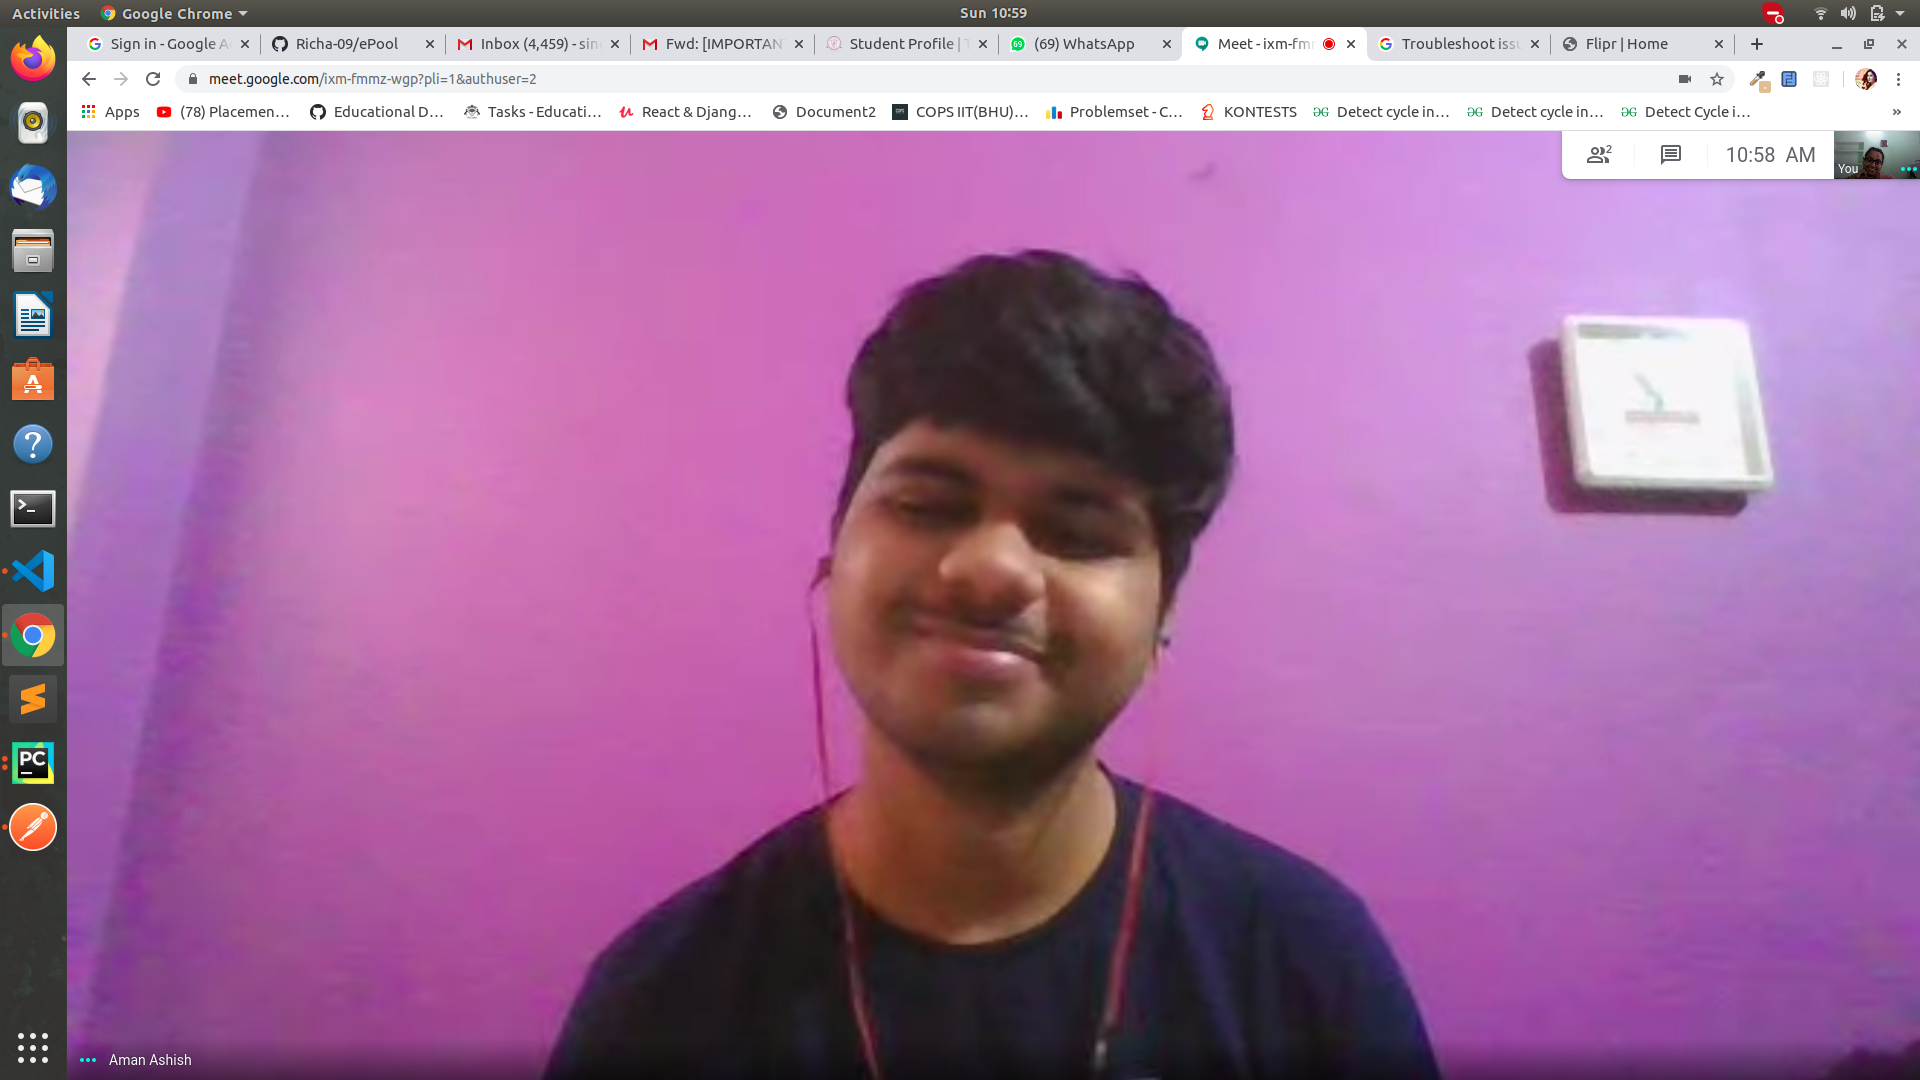 Activities Google Chrome Sun 10:59
Sign in - Google A Richa-09/ePool Inbox (4,459) - sin Fwd: [IMPORTAN Student Profile | T (69) WhatsApp Meet - ixm-fm Troubleshoot issu Flipr | Home
meet.google.com/ixm-fmmz-wgp?pli=1&authuser=2
Apps (78) Placemen… Educational D… Tasks - Educati… React & Djang… Document2 COPS IIT(BHU)… Problemset - C… KONTESTS Detect cycle in… Detect cycle in… Detect Cycle i… »
2 10:58 AM
You
PC
Aman Ashish